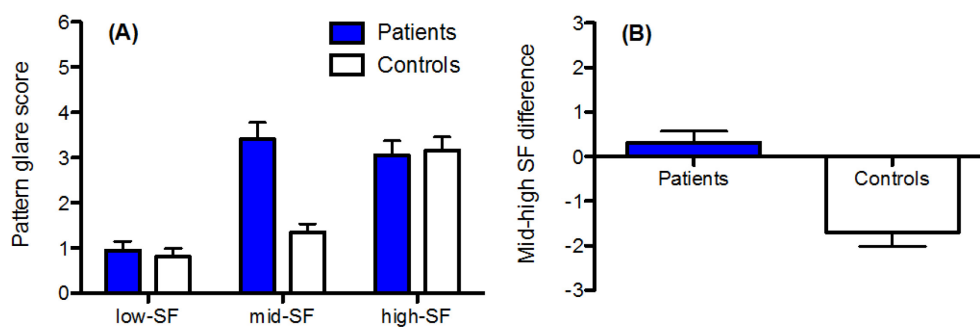 (A)
Patients
Controls
Pattern glare score
6
5
4
3
2
1
0
low-SF
mid-SF
high-SF
(B)
Mid-high SF difference
3
2
1
0
-1
-2
-3
Patients
Controls